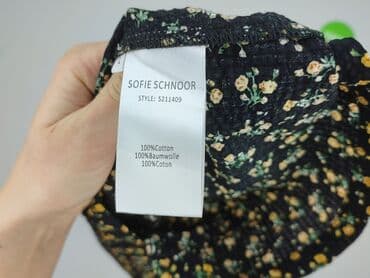 SOFIE SCHNOOR
STYLE: S211409
100%Cotton
100%Baumwolle
100%Coton